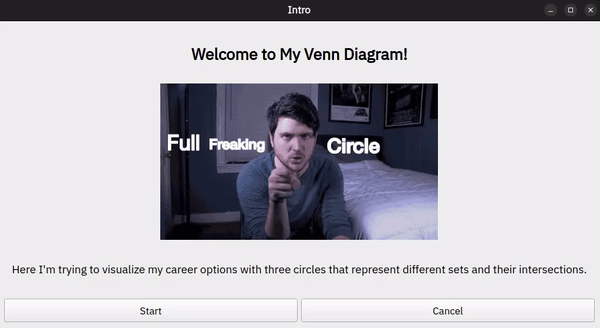 Intro
Welcome to My Venn Diagram!
Full Freaking Circle
Here I'm trying to visualize my career options with three circles that represent different sets and their intersections.
Start Cancel